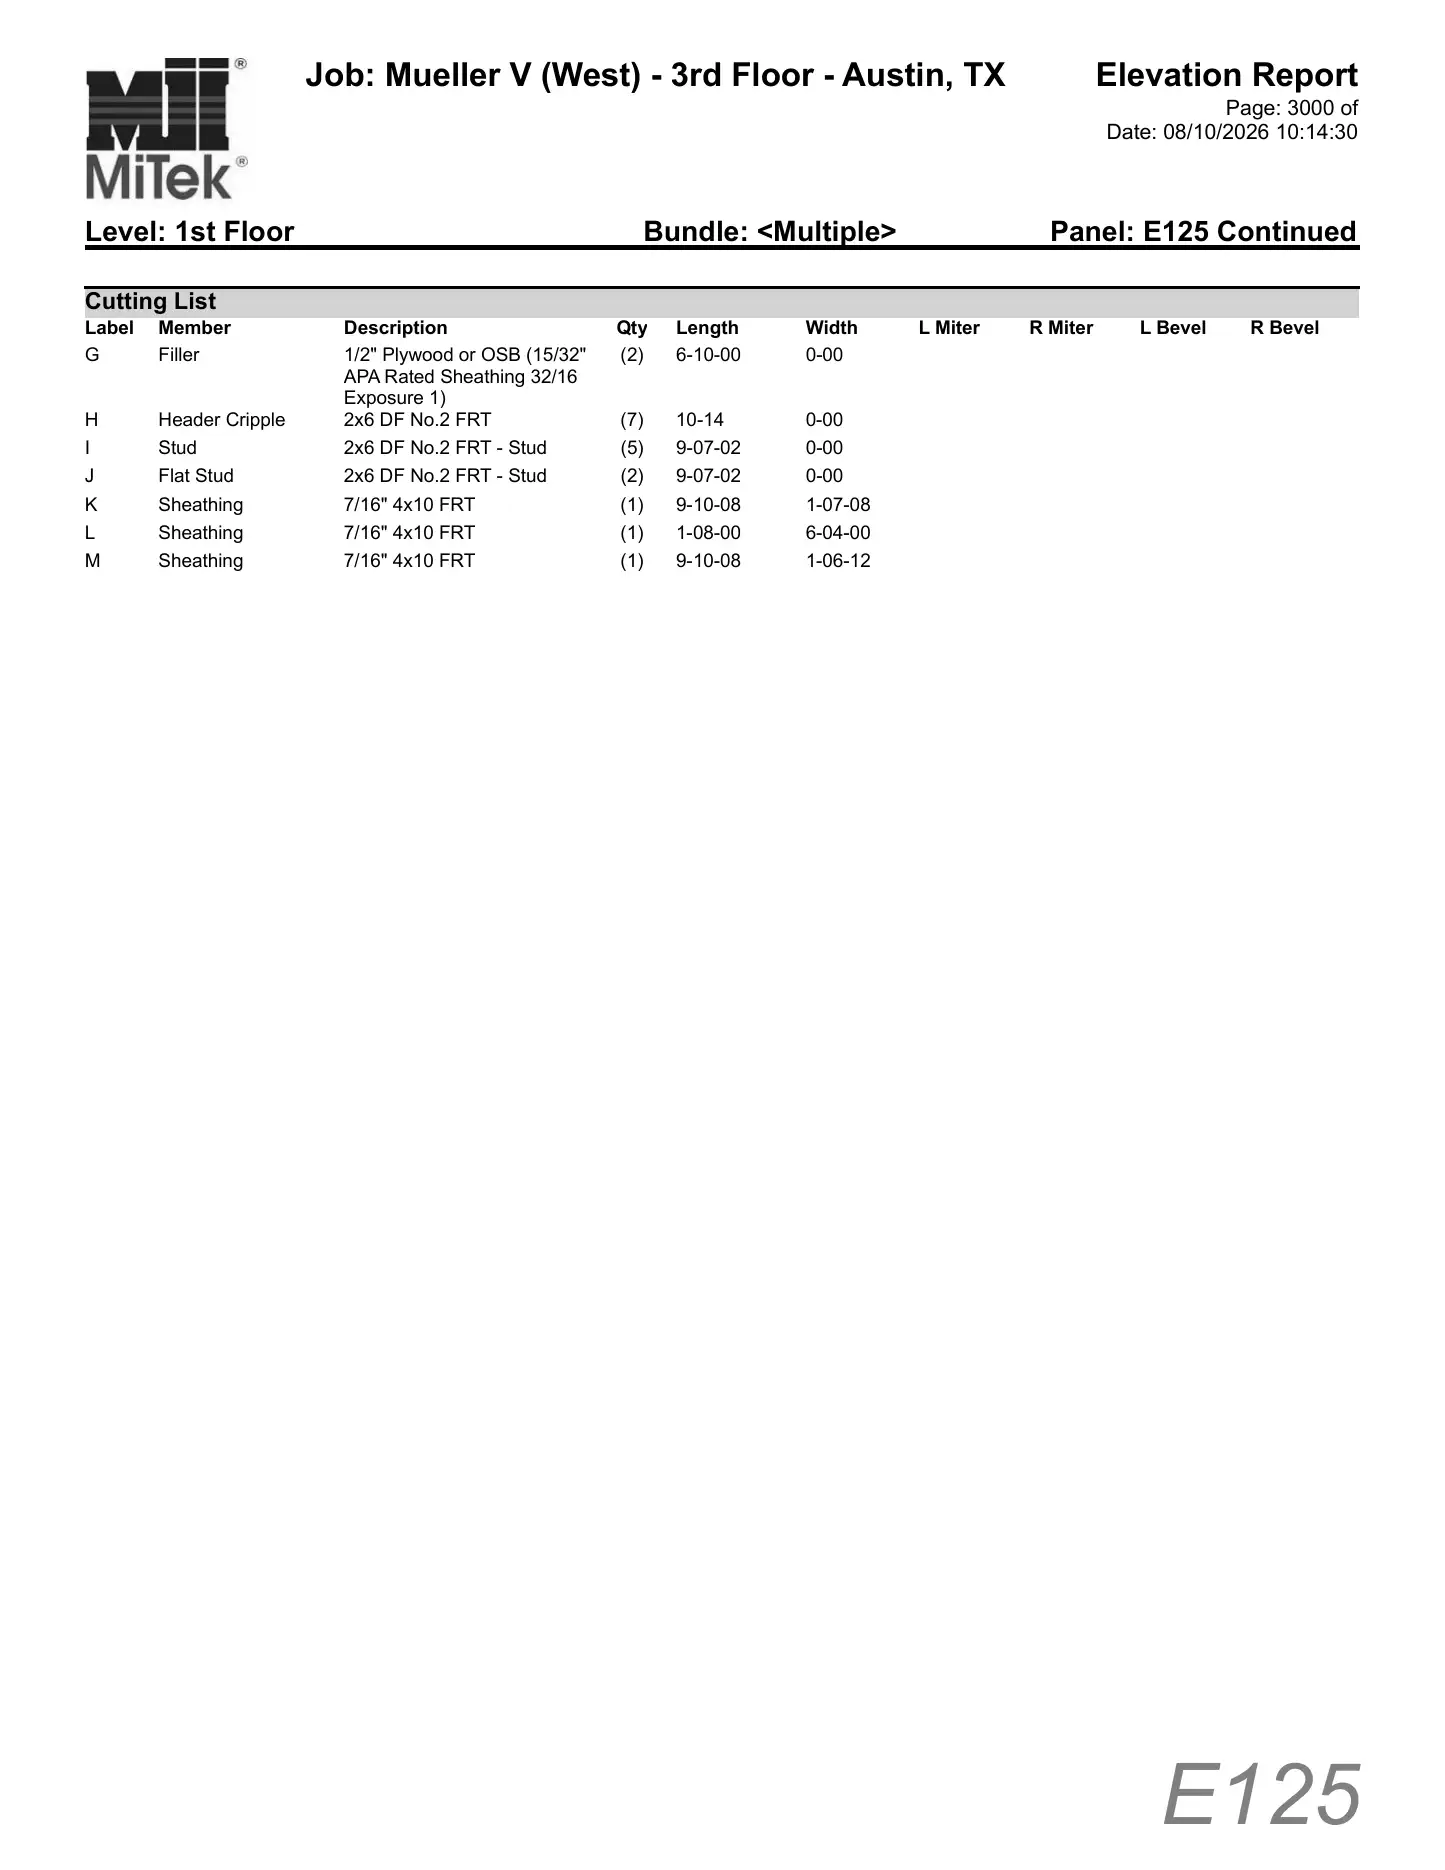 Job: Mueller V (West) - 3rd Floor - Austin, TX
Elevation Report
Page: 3000 of
Date: 08/10/2026 10:14:30
® MiTek ®
Level: 1st Floor Bundle: <Multiple> Panel: E125 Continued
Cutting List
Label Member Description Qty Length Width L Miter R Miter L Bevel R Bevel
G Filler 1/2" Plywood or OSB (15/32" (2) 6-10-00 0-00
APA Rated Sheathing 32/16
Exposure 1)
H Header Cripple 2x6 DF No.2 FRT (7) 10-14 0-00
I Stud 2x6 DF No.2 FRT - Stud (5) 9-07-02 0-00
J Flat Stud 2x6 DF No.2 FRT - Stud (2) 9-07-02 0-00
K Sheathing 7/16" 4x10 FRT (1) 9-10-08 1-07-08
L Sheathing 7/16" 4x10 FRT (1) 1-08-00 6-04-00
M Sheathing 7/16" 4x10 FRT (1) 9-10-08 1-06-12
E125